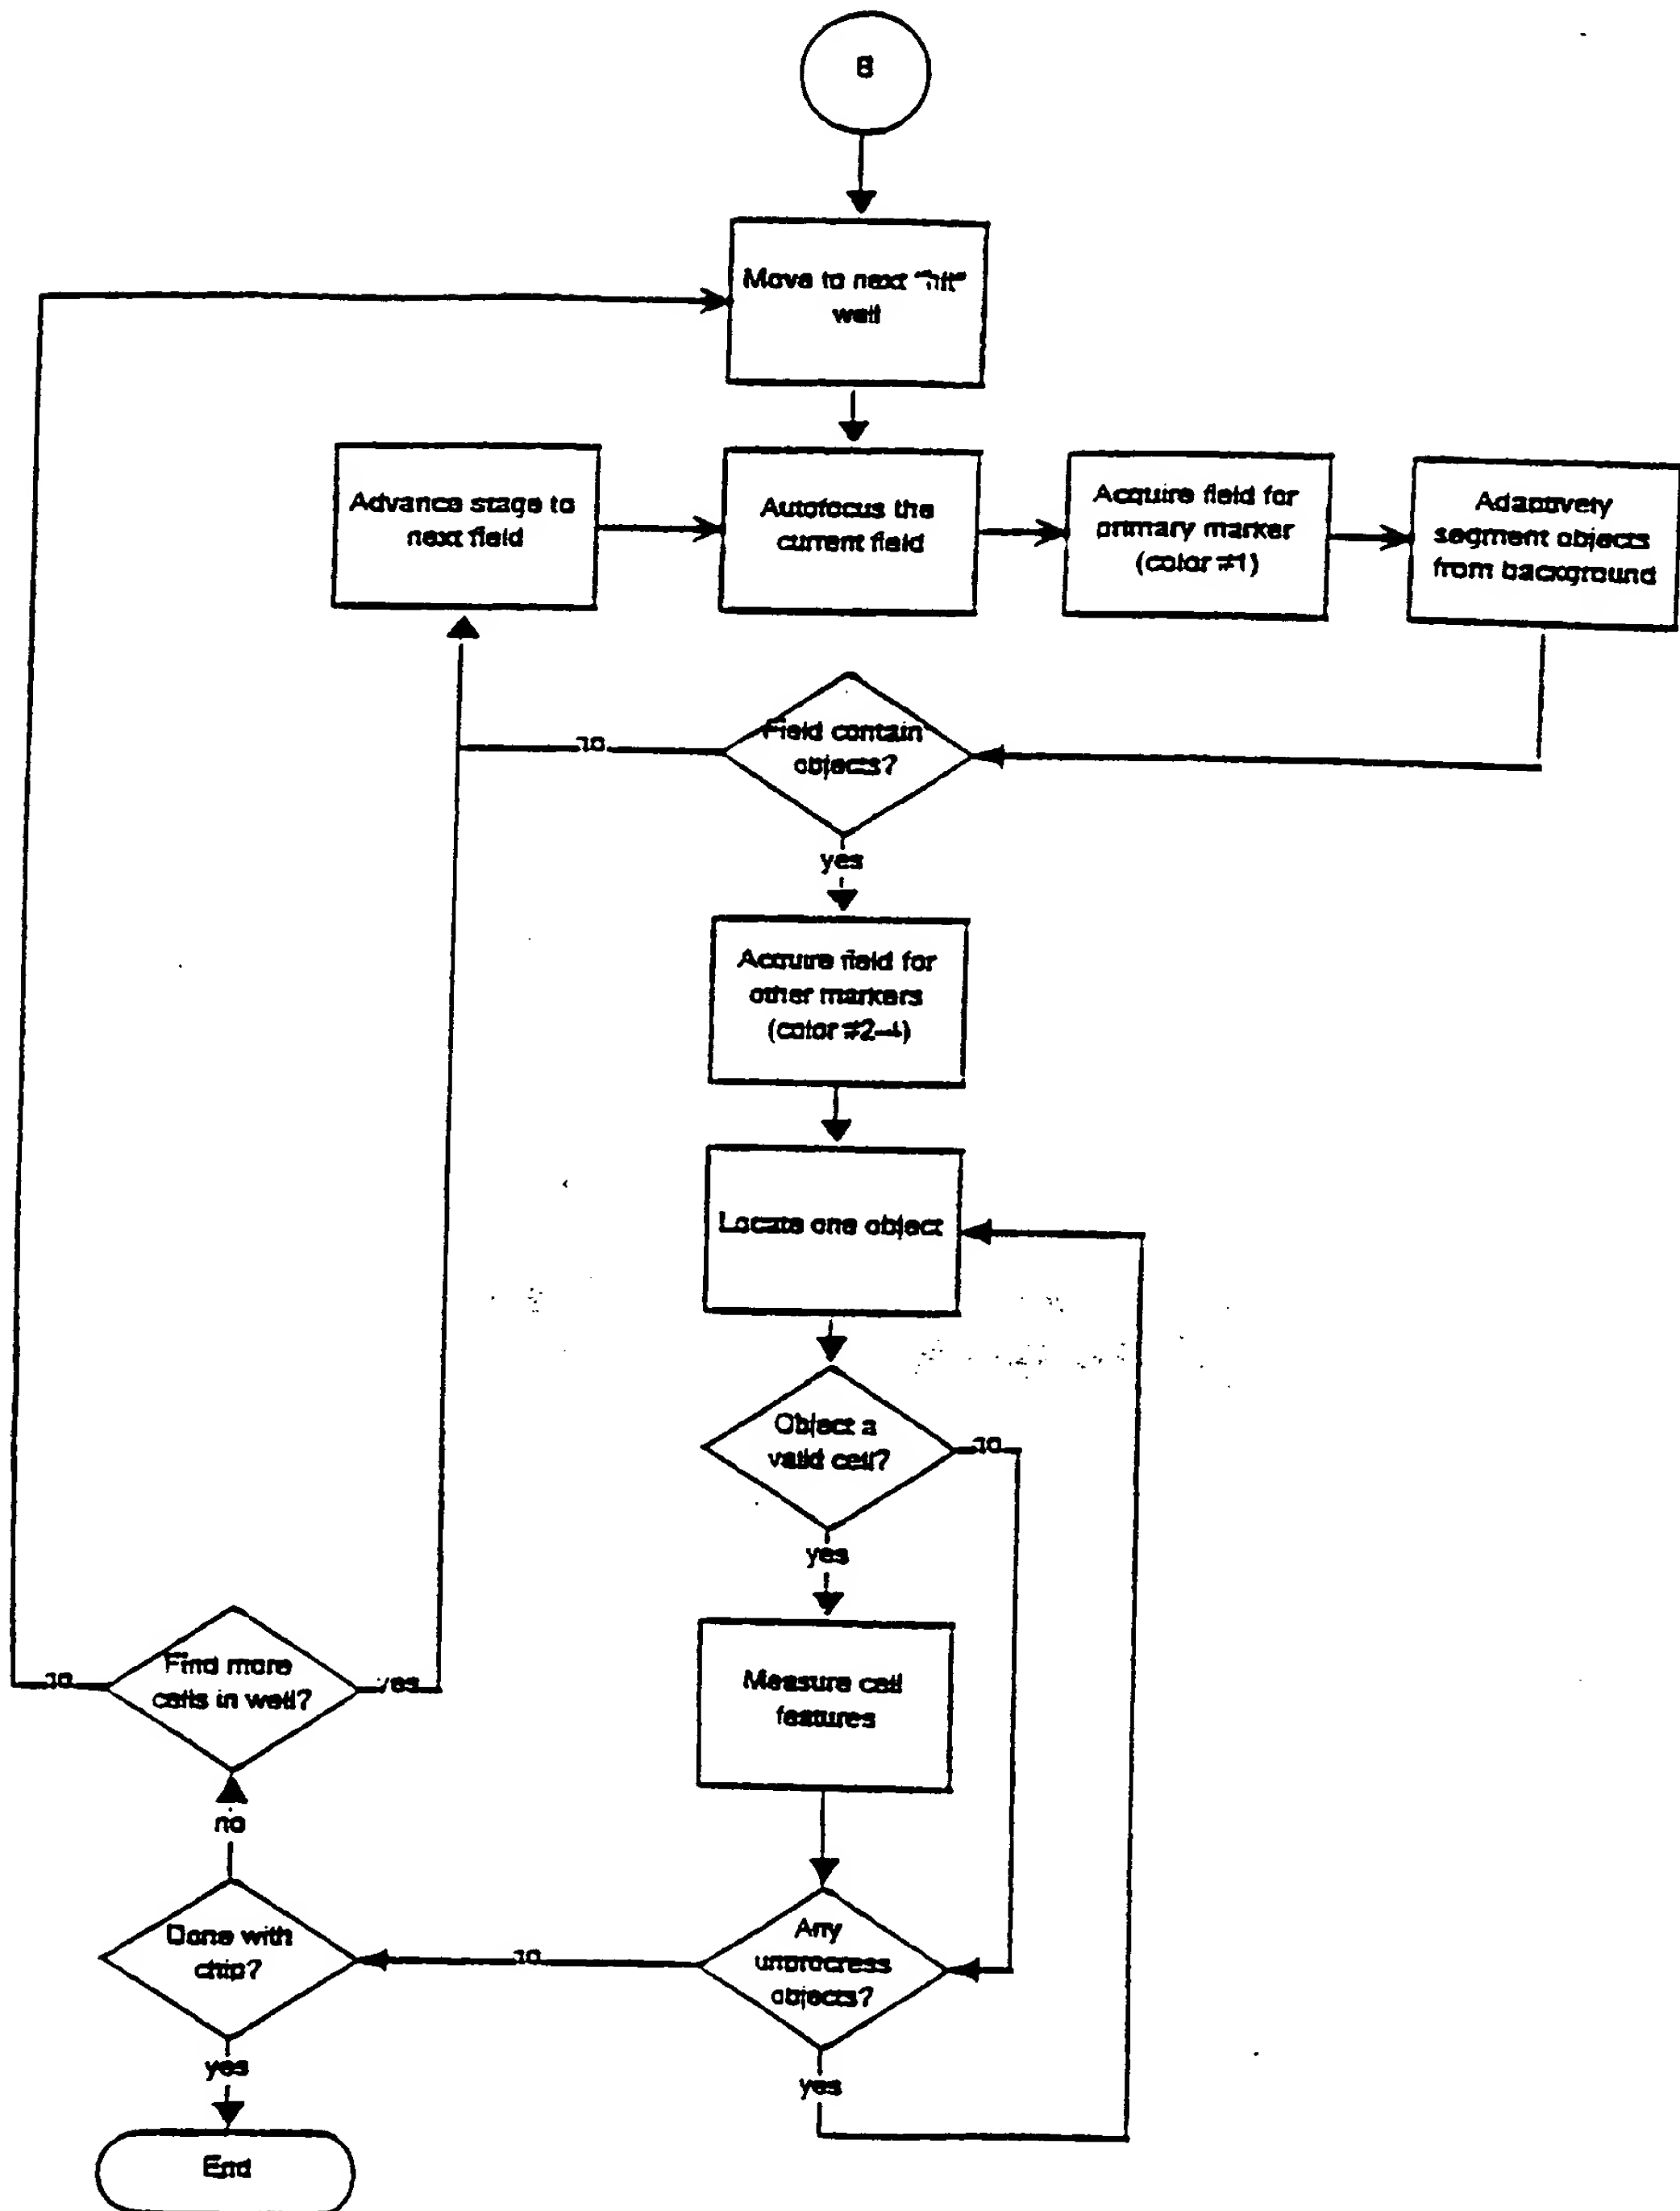 B
Move to next "hit"
well
Advance stage to
next field
Autofocus the
current field
Acquire field for
primary marker
(color #1)
Adaptively
segment objects
from background
Field contain
objects?
no
yes
Acquire field for
other markers
(color #2-4)
Locate one object
Object a
valid cell?
no
yes
Measure cell
features
Find more
cells in well?
no
yes
no
Done with
chip?
no
Any
unprocess
objects?
yes
yes
End